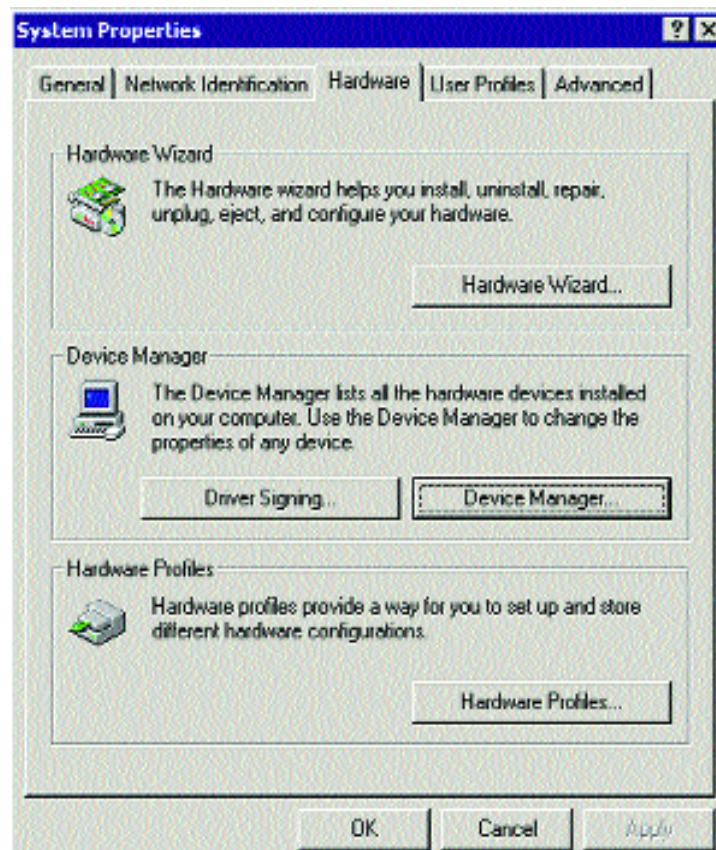 System Properties
General Network Identification Hardware User Profiles Advanced
Hardware Wizard
The Hardware wizard helps you install, uninstall, repair,
unplug, eject, and configure your hardware.
Hardware Wizard...
Device Manager
The Device Manager lists all the hardware devices installed
on your computer. Use the Device Manager to change the
properties of any device.
Driver Signing... Device Manager...
Hardware Profiles
Hardware profiles provide a way for you to set up and store
different hardware configurations.
Hardware Profiles...
OK Cancel Apply